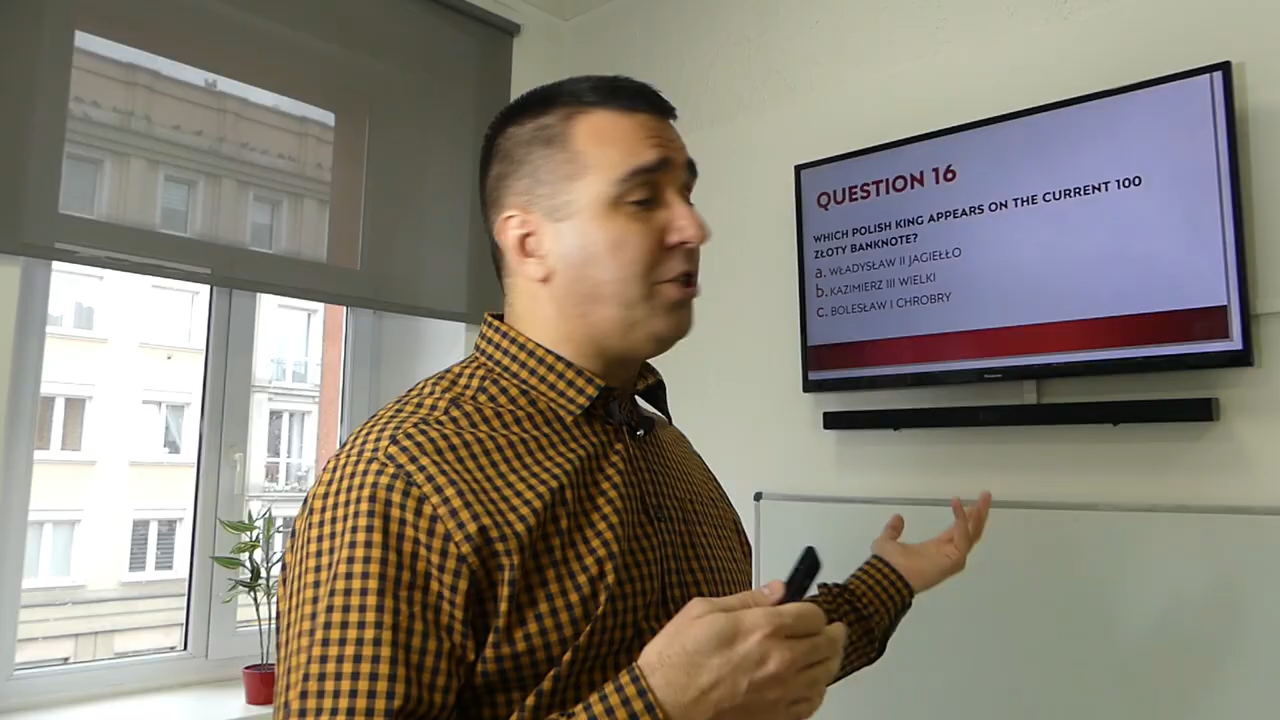 QUESTION 16
WHICH POLISH KING APPEARS ON THE CURRENT 100
ZŁOTY BANKNOTE?
a. WŁADYSŁAW II JAGIEŁŁO
b. KAZIMIERZ III WIELKI
c. BOLESŁAW I CHROBRY
Panasonic